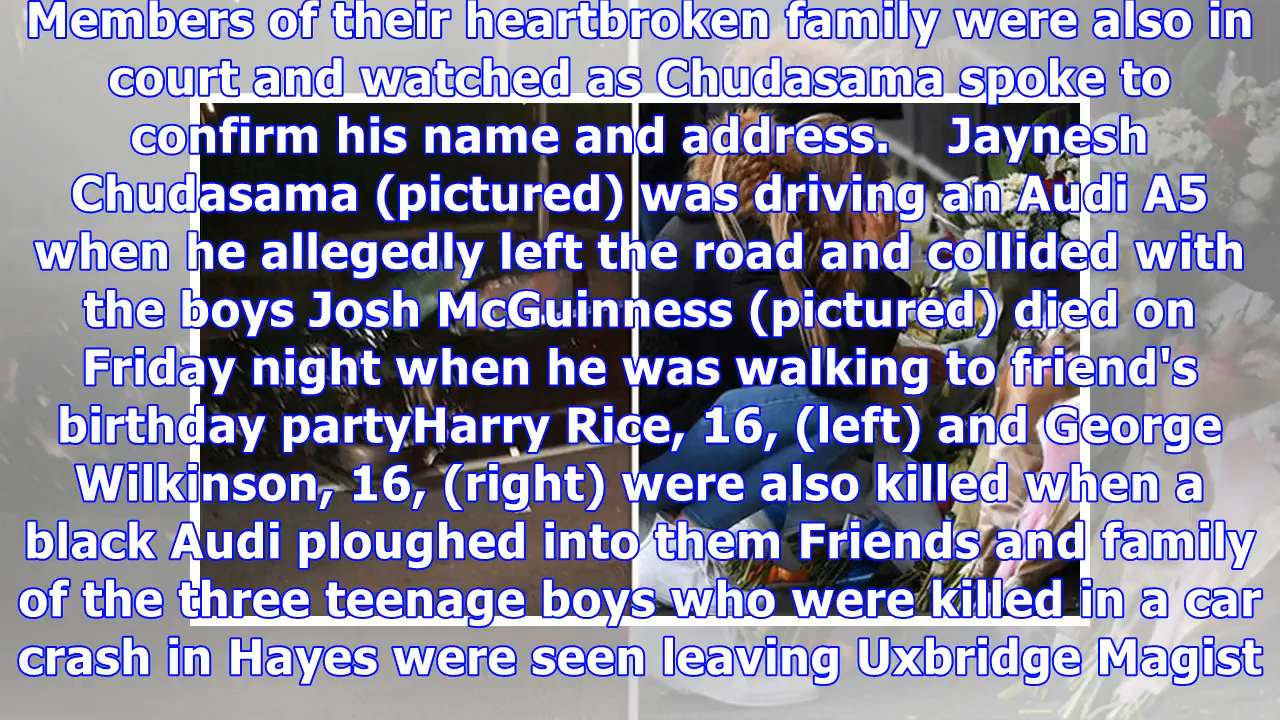 Members of their heartbroken family were also in
court and watched as Chudasama spoke to
confirm his name and address. Jaynesh
Chudasama (pictured) was driving an Audi A5
when he allegedly left the road and collided with
the boys Josh McGuinness (pictured) died on
Friday night when he was walking to friend's
birthday partyHarry Rice, 16, (left) and George
Wilkinson, 16, (right) were also killed when a
black Audi ploughed into them Friends and family
of the three teenage boys who were killed in a car
crash in Hayes were seen leaving Uxbridge Magist